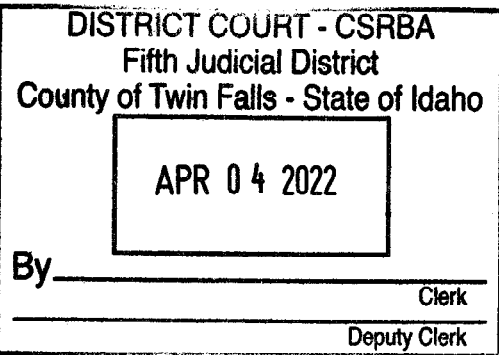 DISTRICT COURT - CSRBA
Fifth Judicial District
County of Twin Falls - State of Idaho
APR 04 2022
By
Clerk
Deputy Clerk